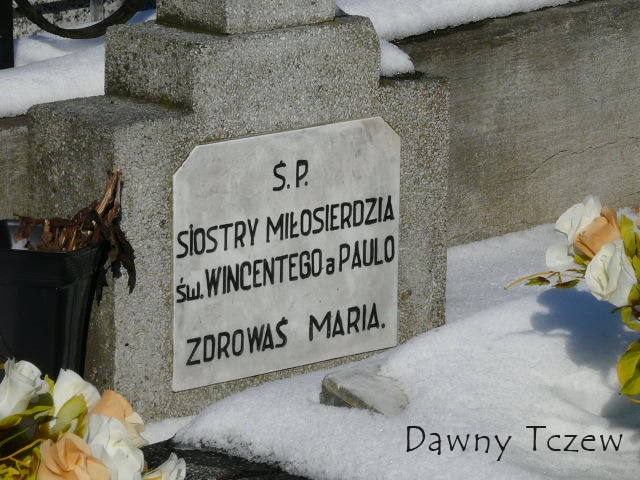 Ś.P.
SIOSTRY MIŁOSIERDZIA
św. WINCENTEGO a PAULO
ZDROWAŚ MARIA.
Dawny Tczew